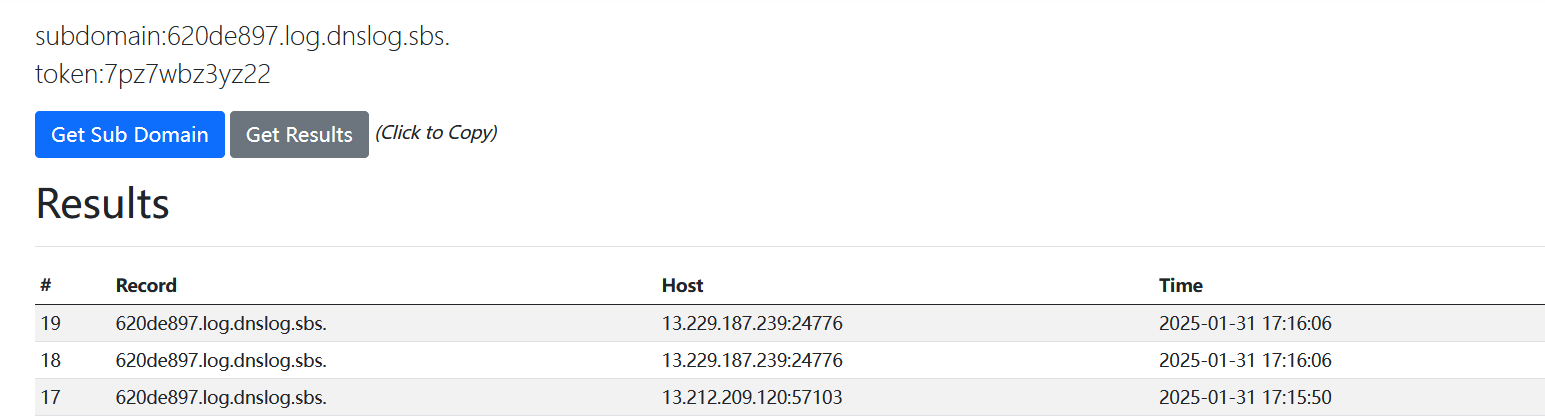 subdomain:620de897.log.dnslog.sbs.
token:7pz7wbz3yz22
Get Sub Domain Get Results (Click to Copy)
Results
# Record Host Time
19 620de897.log.dnslog.sbs. 13.229.187.239:24776 2025-01-31 17:16:06
18 620de897.log.dnslog.sbs. 13.229.187.239:24776 2025-01-31 17:16:06
17 620de897.log.dnslog.sbs. 13.212.209.120:57103 2025-01-31 17:15:50